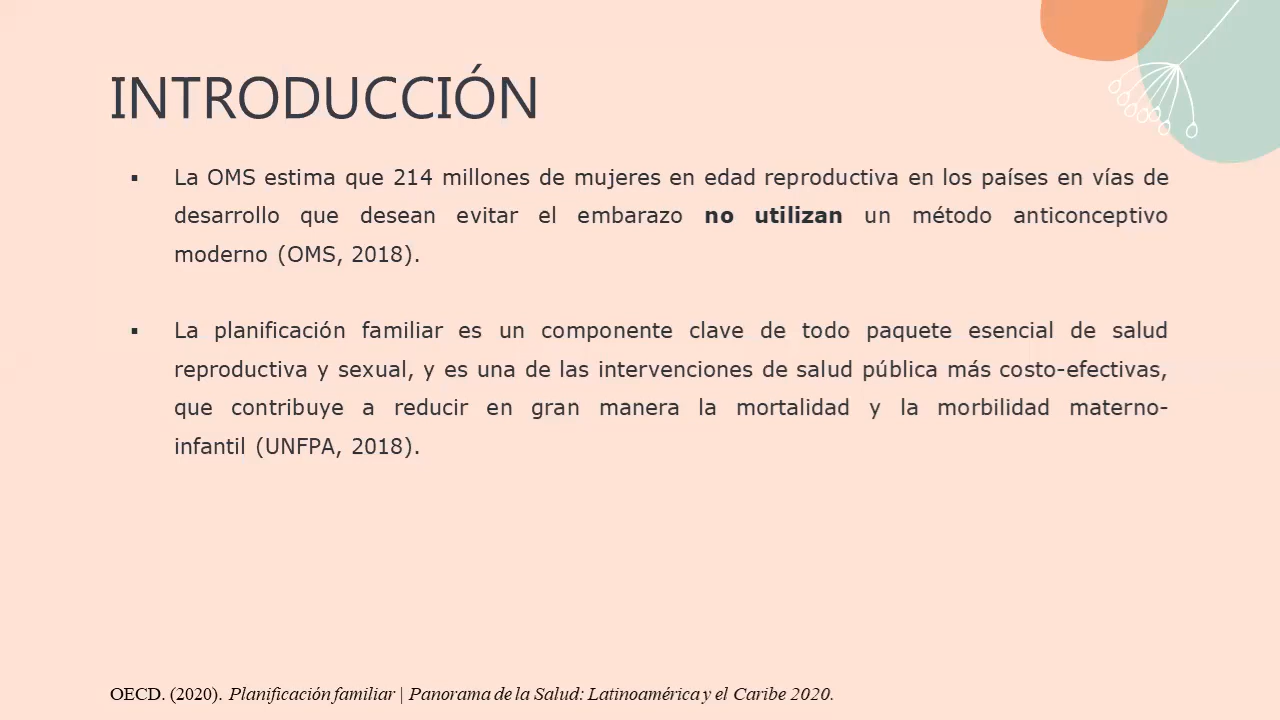 INTRODUCCIÓN
▪ La OMS estima que 214 millones de mujeres en edad reproductiva en los países en vías de
desarrollo que desean evitar el embarazo no utilizan un método anticonceptivo
moderno (OMS, 2018).
▪ La planificación familiar es un componente clave de todo paquete esencial de salud
reproductiva y sexual, y es una de las intervenciones de salud pública más costo-efectivas,
que contribuye a reducir en gran manera la mortalidad y la morbilidad materno-
infantil (UNFPA, 2018).
OECD. (2020). Planificación familiar | Panorama de la Salud: Latinoamérica y el Caribe 2020.